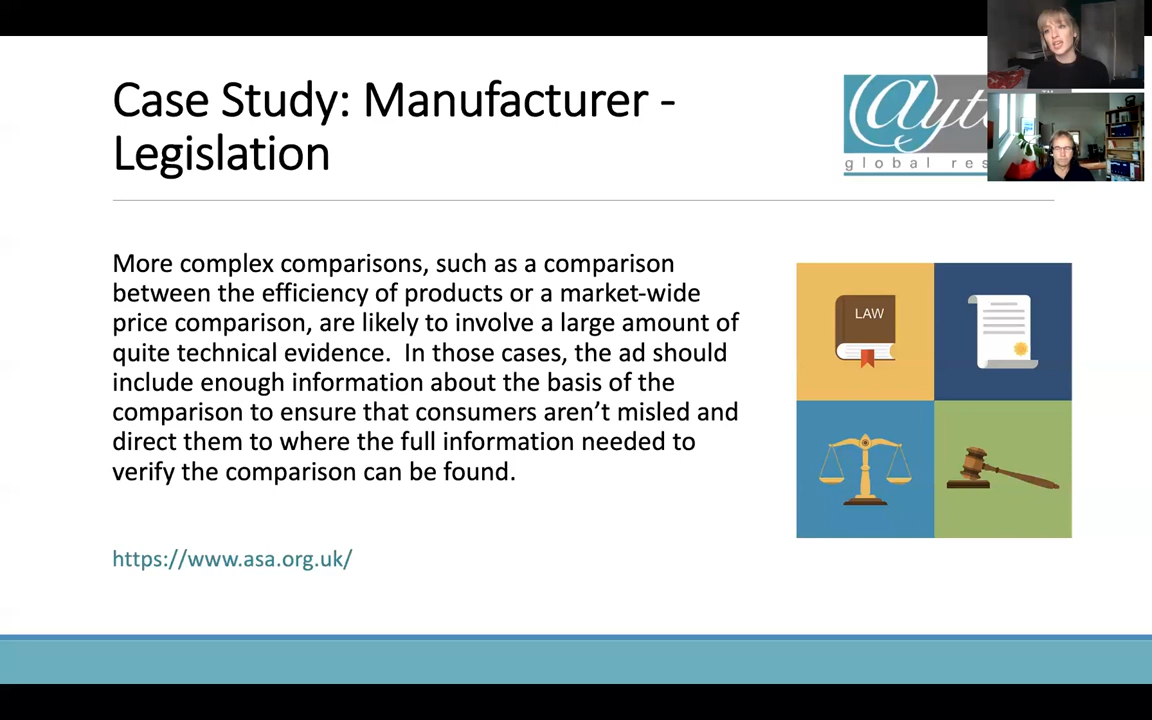 Case Study: Manufacturer -
Legislation
global res
More complex comparisons, such as a comparison
between the efficiency of products or a market-wide
price comparison, are likely to involve a large amount of
quite technical evidence.  In those cases, the ad should
include enough information about the basis of the
comparison to ensure that consumers aren’t misled and
direct them to where the full information needed to
verify the comparison can be found.
LAW
https://www.asa.org.uk/